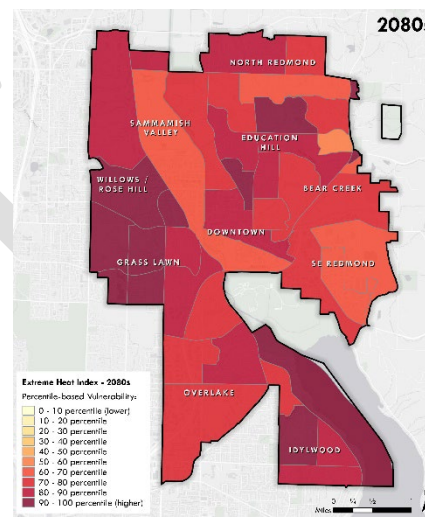 2080s
NORTH REDMOND
SAMMAMISH
VALLEY
EDUCATION
HILL
WILLOWS /
ROSE HILL
BEAR CREEK
DOWNTOWN
GRASS LAWN
SE REDMOND
OVERLAKE
IDYLWOOD
Extreme Heat Index - 2080s
Percentile-based Vulnerability:
0 - 10 percentile (lower)
10 - 20 percentile
20 - 30 percentile
30 - 40 percentile
40 - 50 percentile
50 - 60 percentile
60 - 70 percentile
70 - 80 percentile
80 - 90 percentile
90 - 100 percentile (higher)
Miles